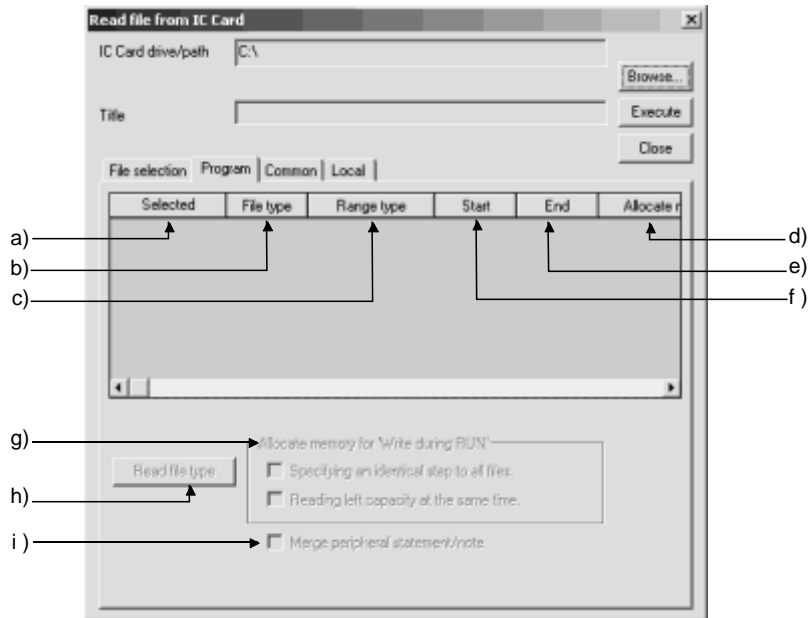 Read file from IC Card
IC Card drive/path C:\
Browse...
Title
Execute
Close
File selection Program Common Local
Selected File type Range type Start End Allocate r
a)
d)
b)
e)
c)
f )
g)
Allocate memory for 'Write during RUN'
Read file type
Specifying an identical step to all files.
h)
Reading left capacity at the same time.
i )
Merge peripheral statement/note